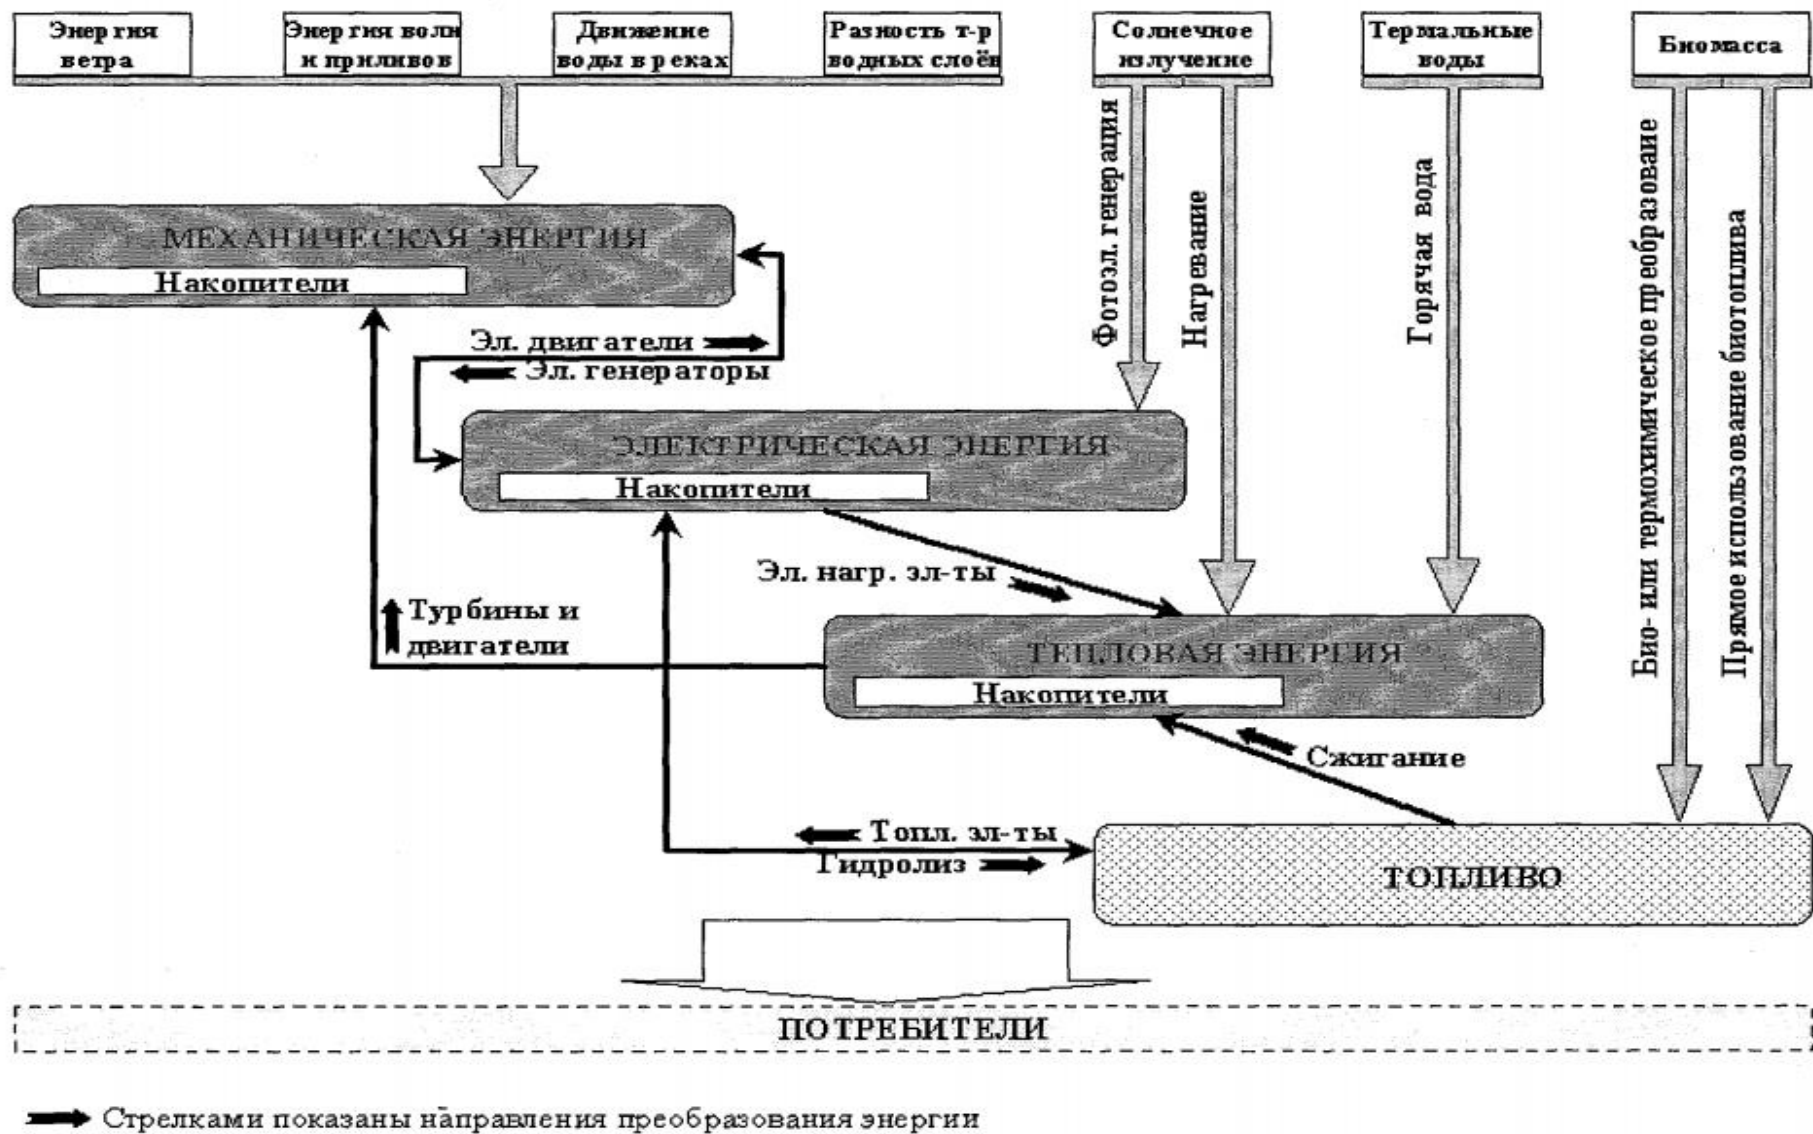 Энергия
ветра
Энергия волн
и приливов
Движение
воды в реках
Разность т-р
водных слоёв
Солнечное
излучение
Термальные
воды
Биомасса
Фотоэл. генерация
Нагревание
Горячая вода
Био- или термохимическое преобразоваие
Прямое использование биотоплива
МЕХАНИЧЕСКАЯ ЭНЕРГИЯ
Накопители
Эл. двигатели
Эл. генераторы
ЭЛЕКТРИЧЕСКАЯ ЭНЕРГИЯ
Накопители
Эл. нагр. эл-ты
Турбины и
двигатели
ТЕПЛОВАЯ ЭНЕРГИЯ
Накопители
Сжигание
Топл. эл-ты
Гидролиз
ТОПЛИВО
ПОТРЕБИТЕЛИ
Стрелками показаны направления преобразования энергии